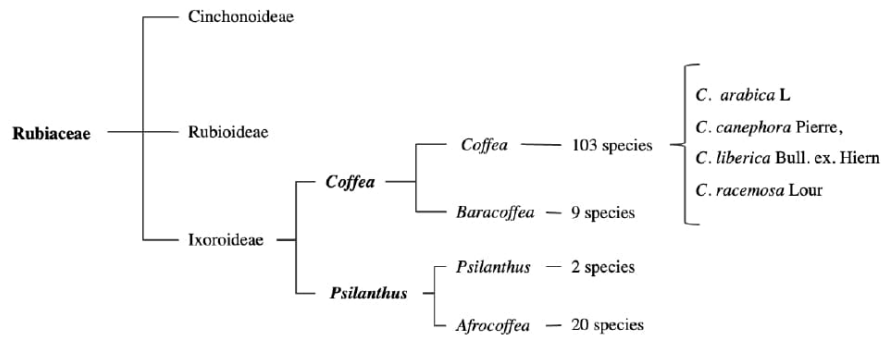 Cinchonoideae
C. arabica L
C. canephora Pierre,
Rubiaceae
Rubioideae
Coffea
103 species
C. liberica Bull. ex. Hiern
Coffea
C. racemosa Lour
Baracoffea
9 species
Ixoroideae
Psilanthus
2 species
Psilanthus
Afrocoffea
20 species